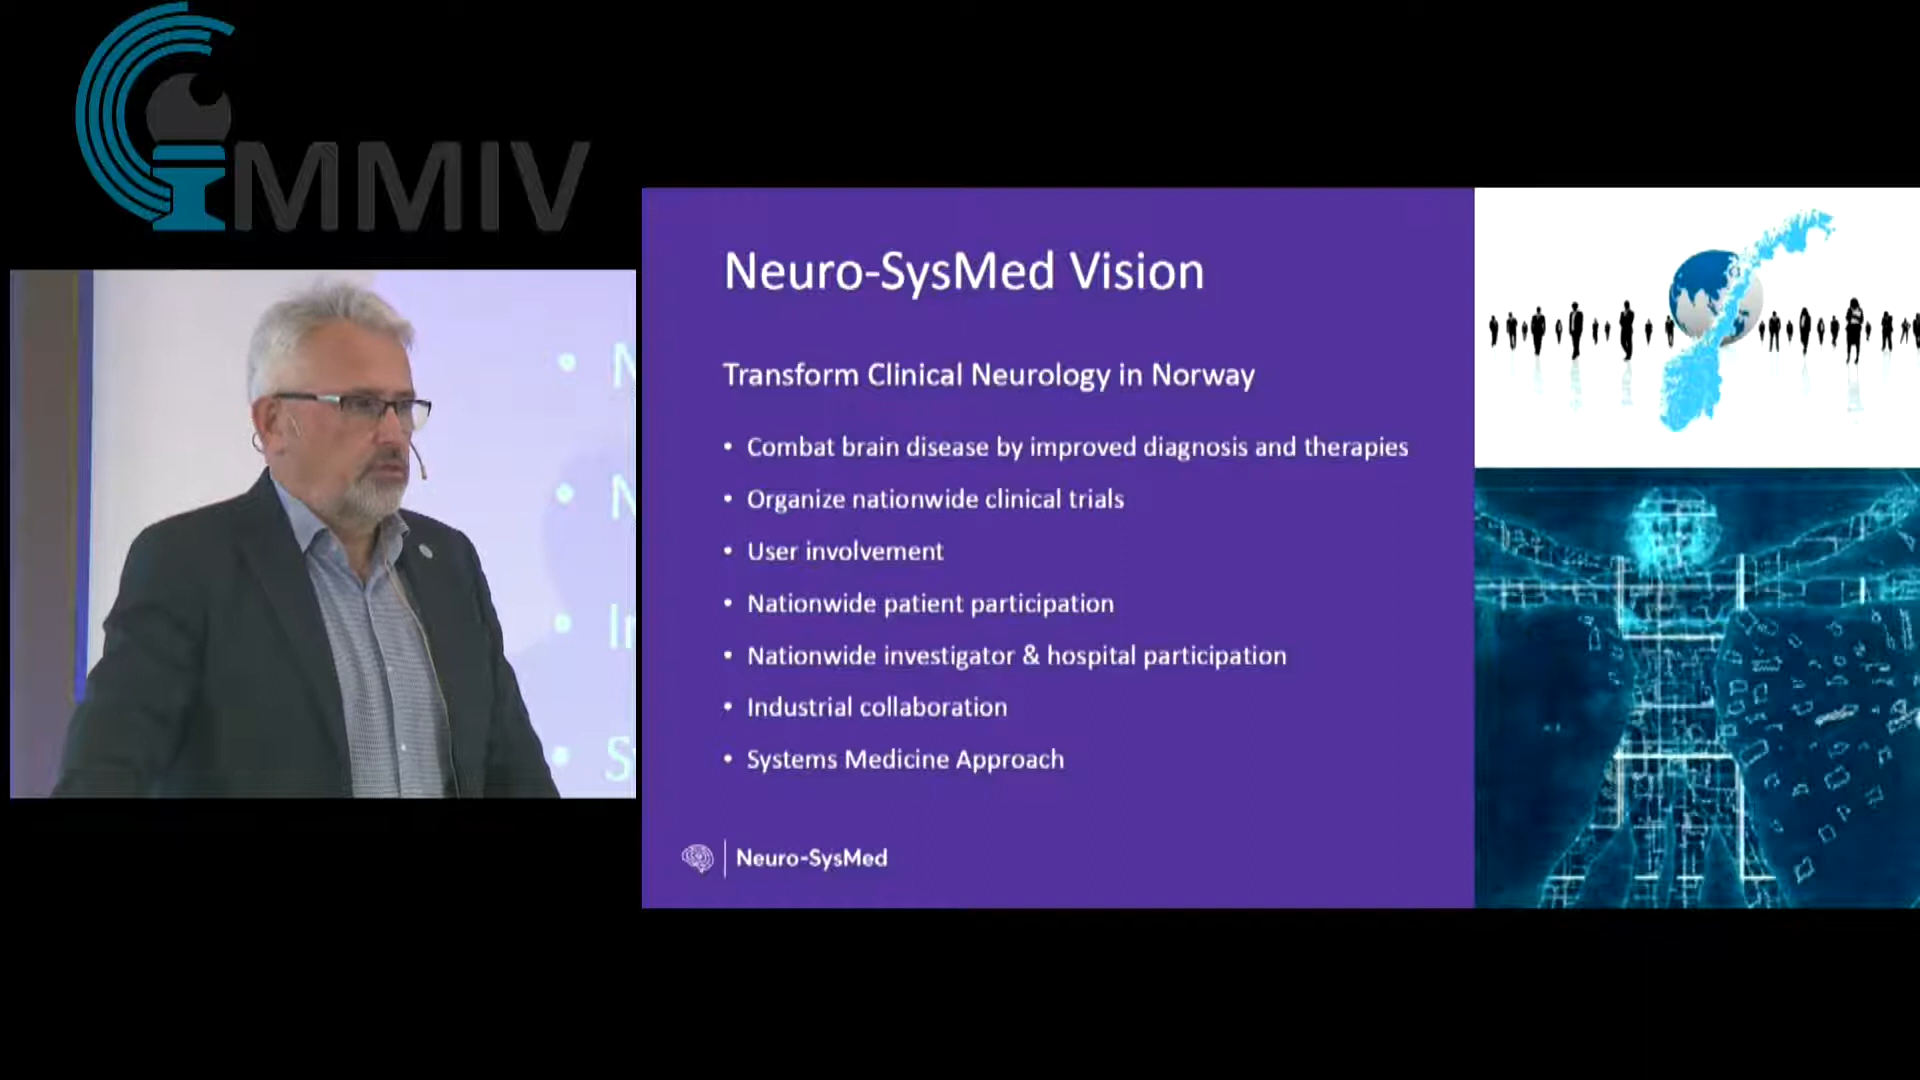 MMIV
Neuro-SysMed Vision
Transform Clinical Neurology in Norway
• Combat brain disease by improved diagnosis and therapies
• Organize nationwide clinical trials
• User involvement
• Nationwide patient participation
• Nationwide investigator & hospital participation
• Industrial collaboration
• Systems Medicine Approach
Neuro-SysMed